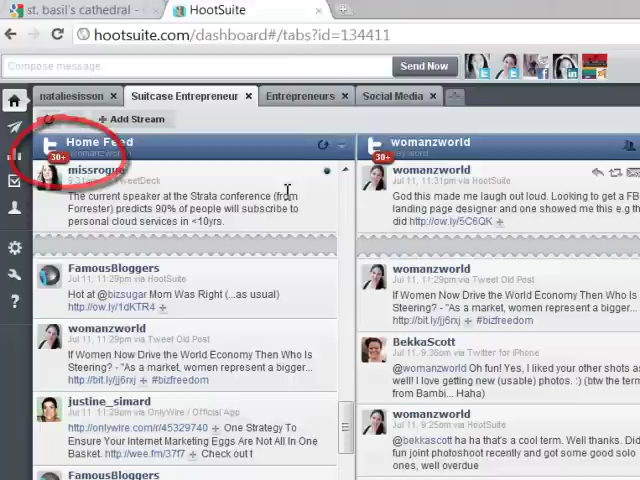 st. basil's cathedral -
HootSuite
hootsuite.com/dashboard#/tabs?id=134411
Compose message
Send Now
nataliesisson
Suitcase Entrepreneur
Entrepreneurs
Social Media
Add Stream
Home Feed
30+
missrogue
TweetDeck
The current speaker at the Strata conference (from
Forrester) predicts 90% of people will subscribe to
personal cloud services in <10yrs.
FamousBloggers
Jul 11, 11:29pm via HootSuite
Hot at @bizsugar Mom Was Right (...as usual)
http://ow.ly/1dKTR4
womanzworld
Jul 11, 11:29pm via Tweet Old Post
If Women Now Drive the World Economy Then Who Is
Steering? - "As a market, women represent a bigger...
http://bit.ly/jj6rxj #bizfreedom
justine_simard
Jul 11, 11:28pm via OnlyWire / Official App
http://onlywire.com/r/45329740 One Strategy To
Ensure Your Internet Marketing Eggs Are Not All In One
Basket. http://wee.fm/37f7 Check out t
FamousBloggers
womanzworld
30+
womanzworld
Jul 11, 11:31pm via HootSuite
God this made me laugh out loud. Looking to get a l
landing page designer and one showed me this e.g th
did http://ow.ly/5C6QK
womanzworld
Jul 11, 11:29pm via Tweet Old Post
If Women Now Drive the World Economy Then Who Is
Steering? - "As a market, women represent a bigger...
http://bit.ly/jj6rxj #bizfreedom
BekkaScott
Jul 11, 9:36pm via Twitter for iPhone
@womanzworld Oh fun! Yes, I liked your other shots as
well! I love getting new (usable) photos. :) (btw the term
from Bambi... Haha)
womanzworld
Jul 11, 9:25pm via HootSuite
@bekkascott ha ha that's a cool term. Well thanks. Did
fun joint photoshoot recently and got some good solo
ones, well overdue